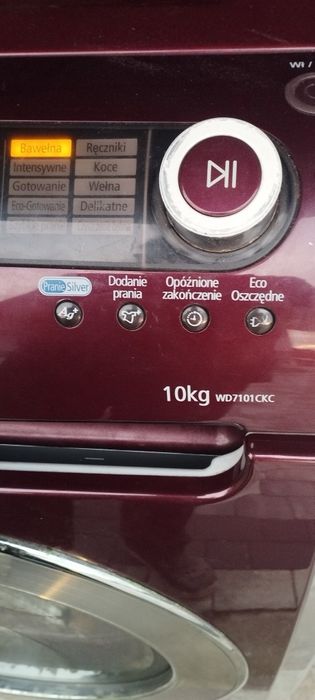 Bawełna Ręczniki
Intensywne Koce
Gotowanie Wełna
Eco-Gotowanie Delikatne
Pranie Silver
Dodanie prania
Opóźnione zakończenie
Eco Oszczędne
Ag+
10kg WD7101CKC